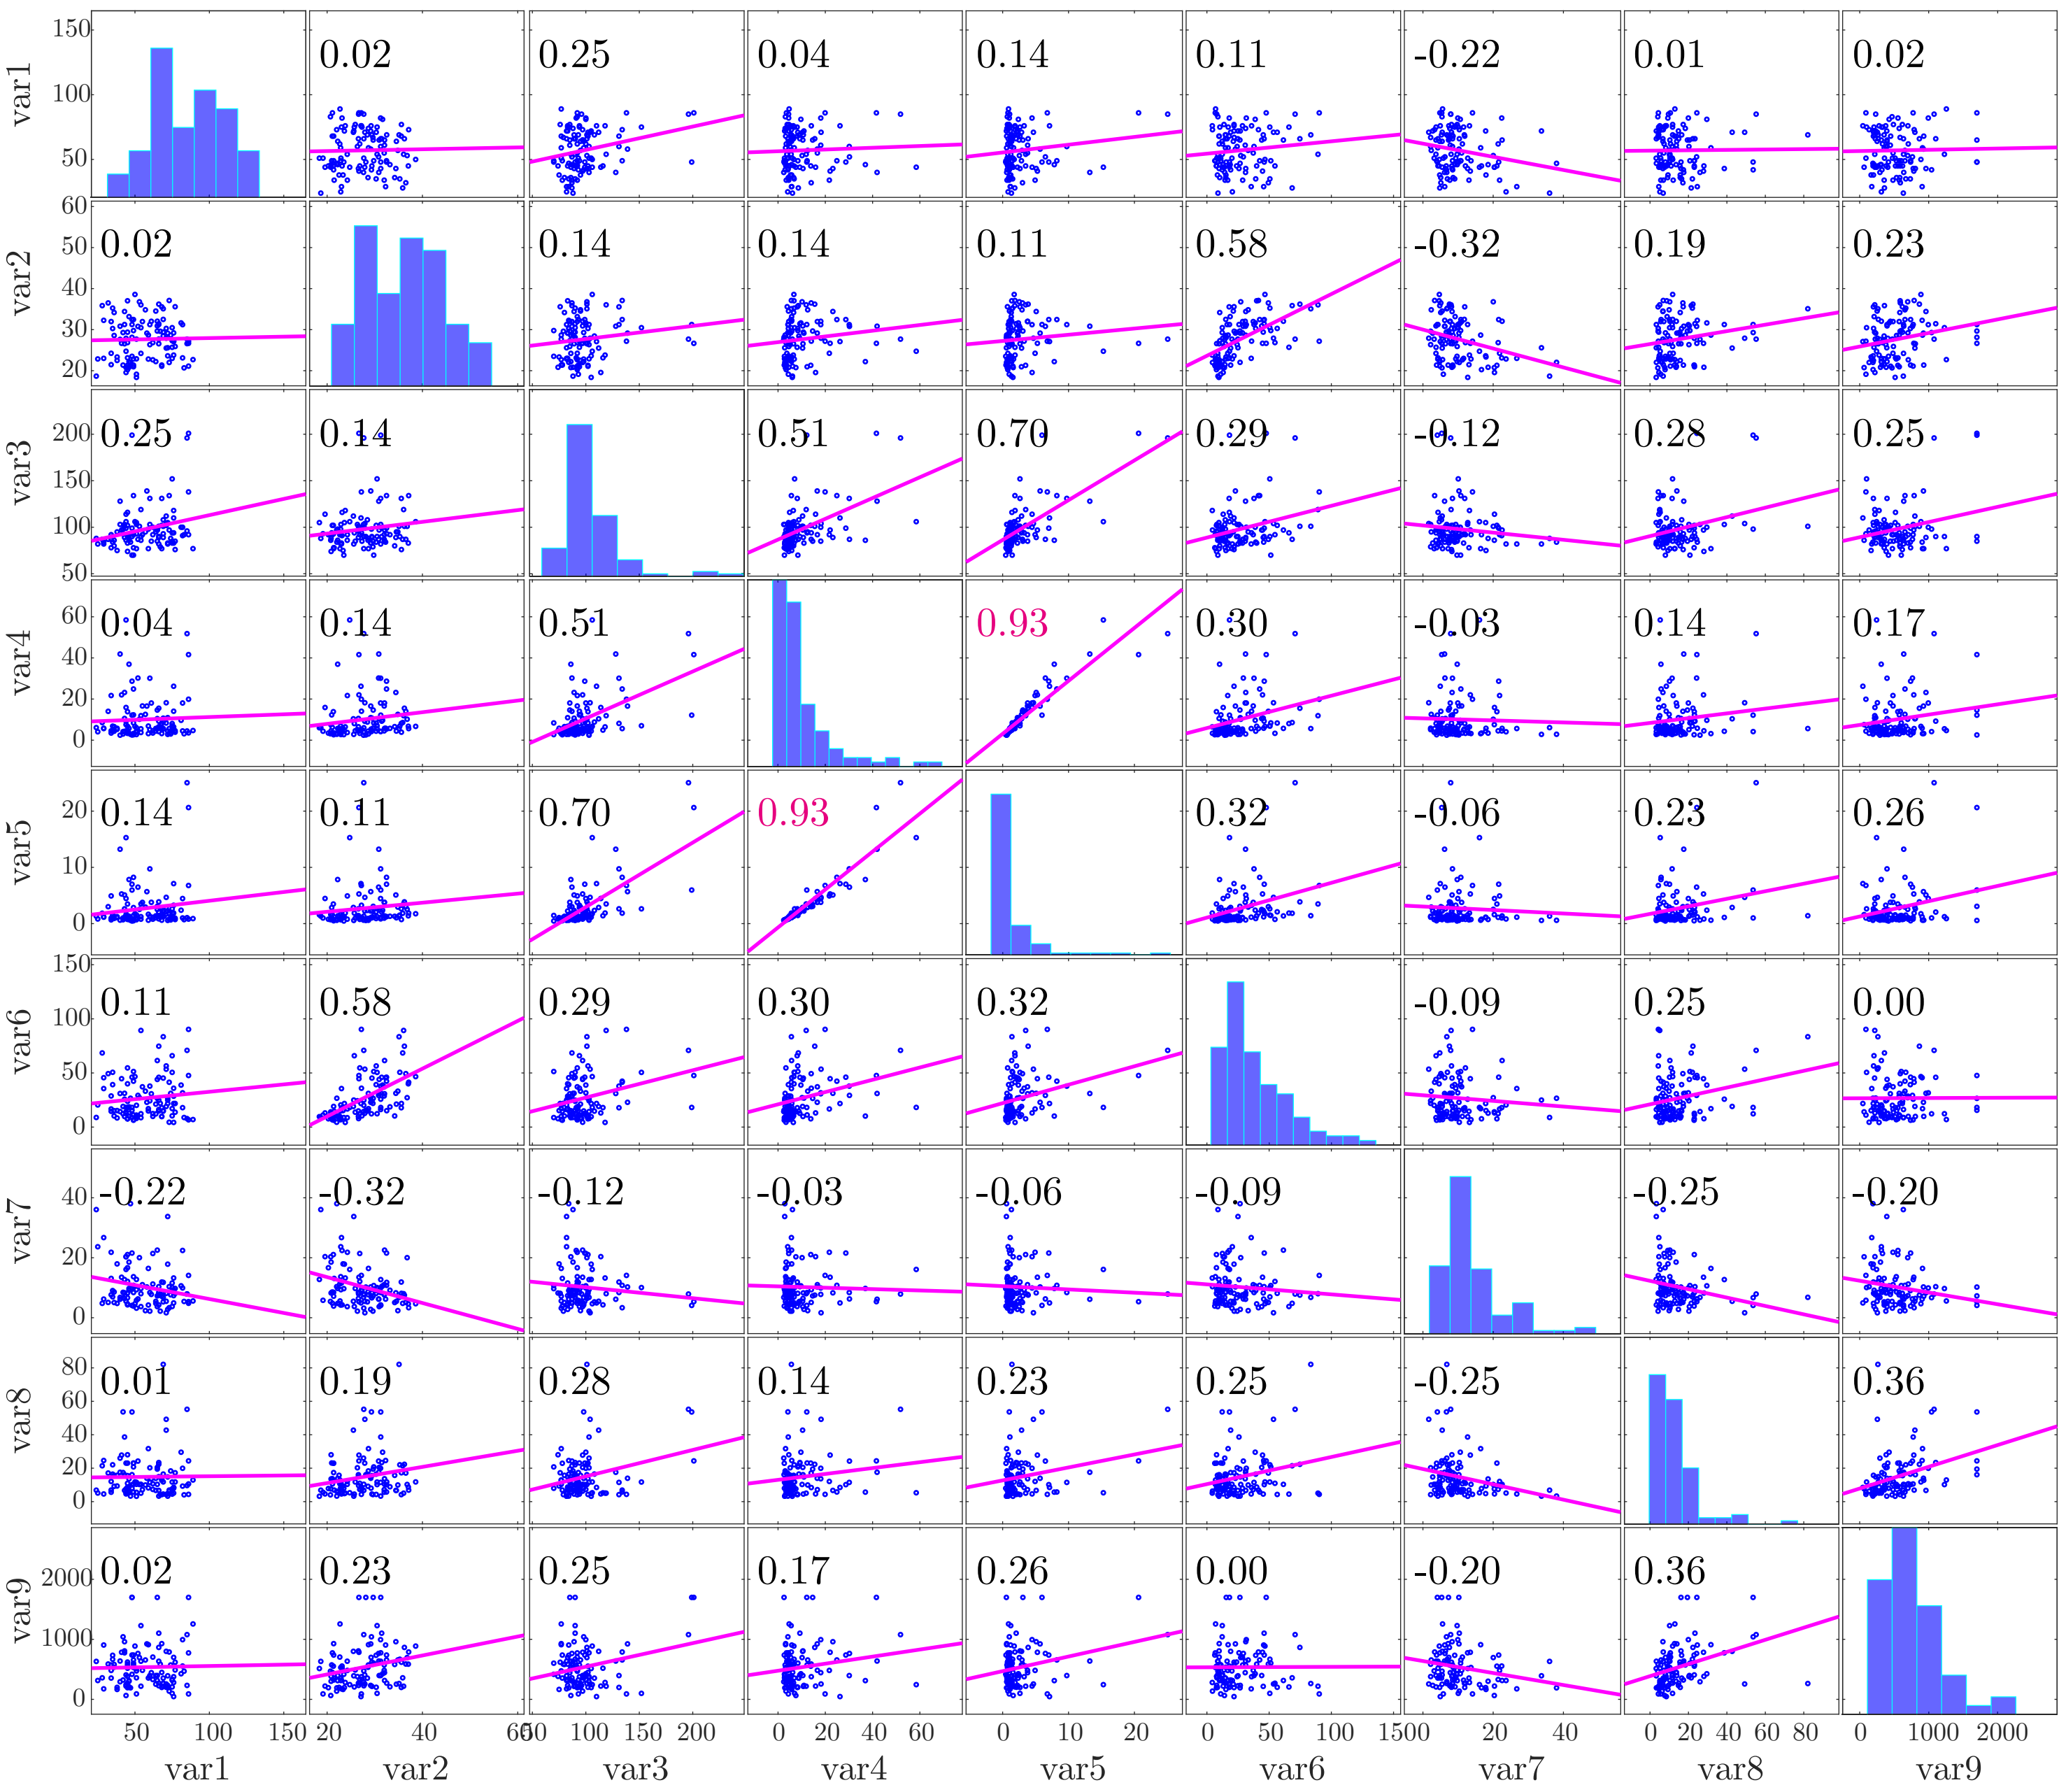 var1 150 100 50 0.02 0.25 0.04 0.14 0.11 -0.22 0.01 0.02
var2 60 50 40 30 20 0.02 0.14 0.14 0.11 0.58 -0.32 0.19 0.23
var3 200 150 100 50 0.25 0.14 0.51 0.70 0.29 -0.12 0.28 0.25
var4 60 40 20 0 0.04 0.14 0.51 0.93 0.30 -0.03 0.14 0.17
var5 20 10 0 0.14 0.11 0.70 0.93 0.32 -0.06 0.23 0.26
var6 150 100 50 0 0.11 0.58 0.29 0.30 0.32 -0.09 0.25 0.00
var7 40 20 0 -0.22 -0.32 -0.12 -0.03 -0.06 -0.09 -0.25 -0.20
var8 80 60 40 20 0 0.01 0.19 0.28 0.14 0.23 0.25 -0.25 0.36
var9 2000 1000 0 0.02 0.23 0.25 0.17 0.26 0.00 -0.20 0.36
50 100 150 20 40 60 50 100 150 200 0 20 40 60 0 10 20 0 50 100 150 0 20 40 0 20 40 60 80 0 1000 2000
var1 var2 var3 var4 var5 var6 var7 var8 var9